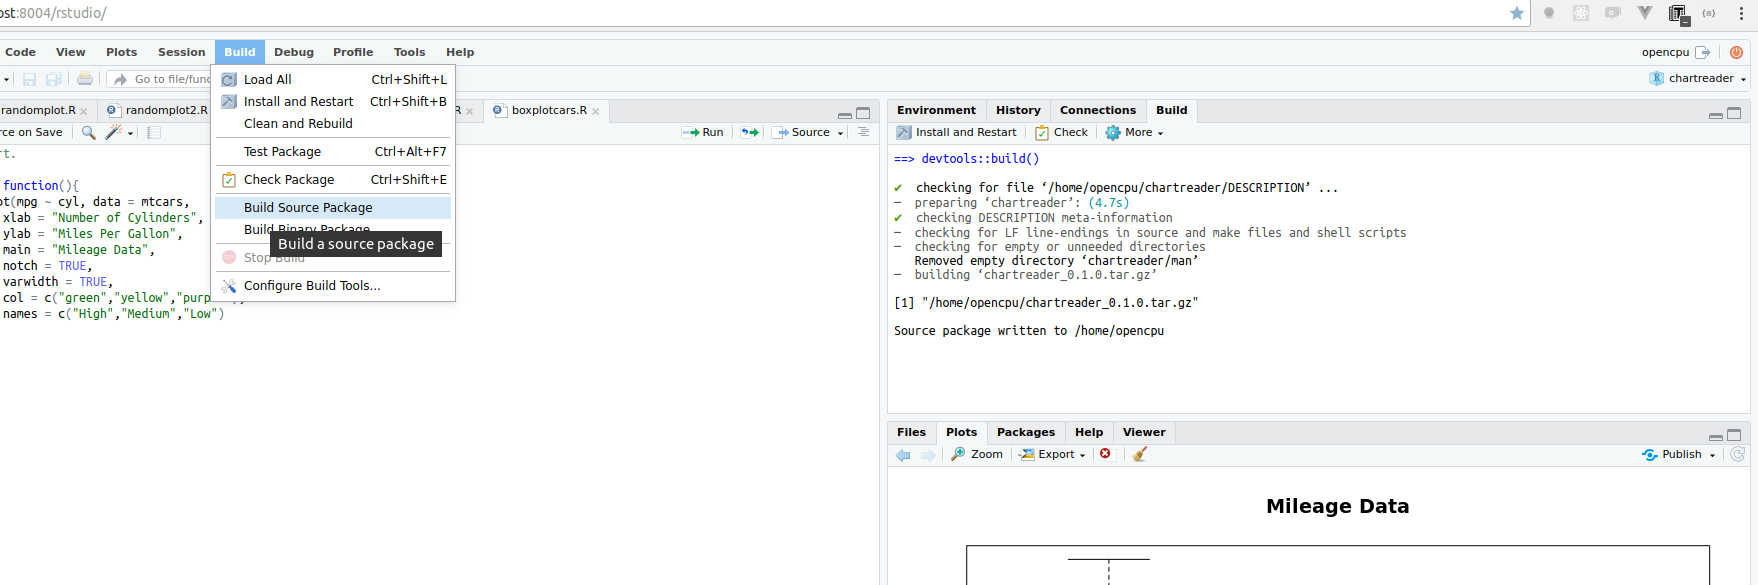 ost:8004/rstudio/
Code View Plots Session Build Debug Profile Tools Help
opencpu
Go to file/func
chartreader
randomplot.R
randomplot2.R
R
boxplotcars.R
rce on Save
Run
Source
rt.
function(){
ot(mpg ~ cyl, data = mtcars,
xlab = "Number of Cylinders",
ylab = "Miles Per Gallon",
main = "Mileage Data",
notch = TRUE,
varwidth = TRUE,
col = c("green","yellow","purp
names = c("High","Medium","Low")
Load All Ctrl+Shift+L
Install and Restart Ctrl+Shift+B
Clean and Rebuild
Test Package Ctrl+Alt+F7
Check Package Ctrl+Shift+E
Build Source Package
Build Binary Package
Build a source package
Stop Build
Configure Build Tools...
Environment History Connections Build
Install and Restart Check More
==> devtools::build()
✔ checking for file ‘/home/opencpu/chartreader/DESCRIPTION’ ...
─ preparing ‘chartreader’: (4.7s)
✔ checking DESCRIPTION meta-information
─ checking for LF line-endings in source and make files and shell scripts
─ checking for empty or unneeded directories
Removed empty directory ‘chartreader/man’
─ building ‘chartreader_0.1.0.tar.gz’
[1] "/home/opencpu/chartreader_0.1.0.tar.gz"
Source package written to /home/opencpu
Files Plots Packages Help Viewer
Zoom Export Publish
Mileage Data